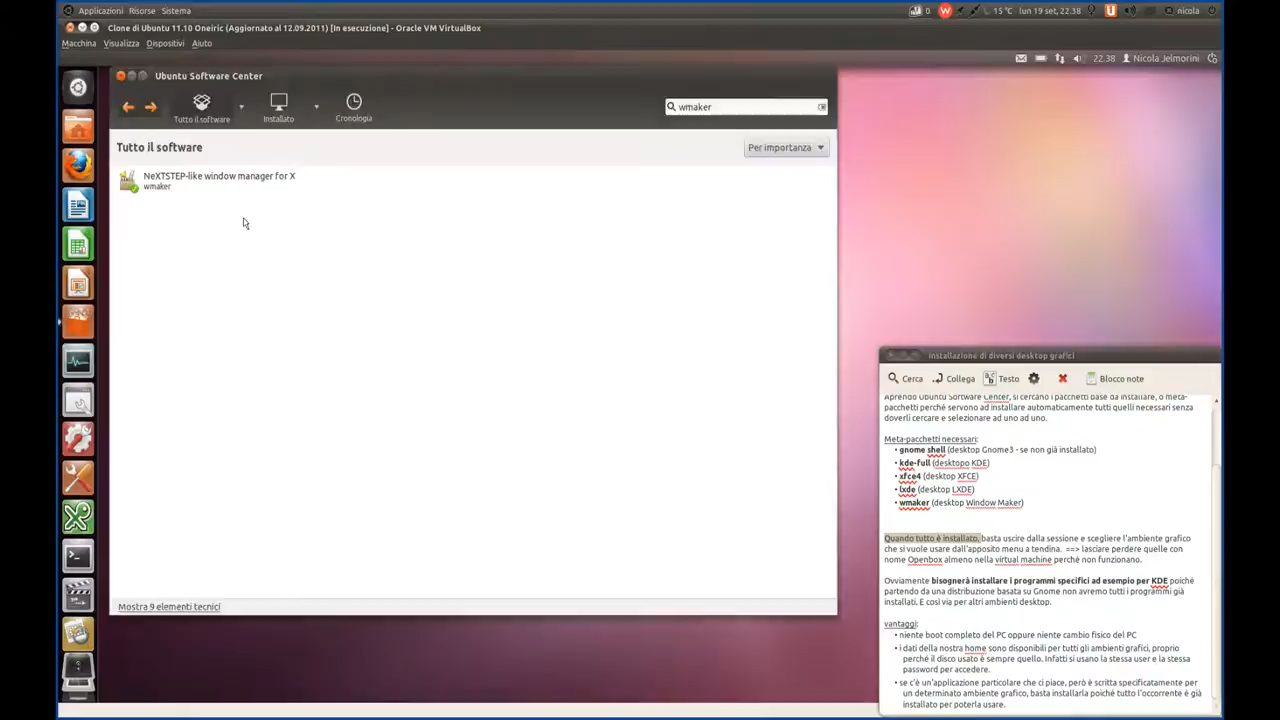 Applicazioni Risorse Sistema
0 15 °C lun 19 set, 22.38 nicola
Clone di Ubuntu 11.10 Oneiric (Aggiornato al 12.09.2011) [In esecuzione] - Oracle VM VirtualBox
Macchina Visualizza Dispositivi Aiuto
22.38 Nicola Jelmorini
Ubuntu Software Center
Tutto il software Installato Cronologia
wmaker
Tutto il software
Per importanza
NeXTSTEP-like window manager for X
wmaker
Mostra 9 elementi tecnici
Installazione di diversi desktop grafici
Cerca Collega Testo Blocco note
Aprendo Ubuntu Software Center, si cercano i pacchetti base da installare, o meta-
pacchetti perché servono ad installare automaticamente tutti quelli necessari senza
doverli cercare e selezionare ad uno ad uno.
Meta-pacchetti necessari:
• gnome shell (desktop Gnome3 - se non già installato)
• kde-full (desktopo KDE)
• xfce4 (desktop XFCE)
• lxde (desktop LXDE)
• wmaker (desktop Window Maker)
Quando tutto è installato, basta uscire dalla sessione e scegliere l'ambiente grafico
che si vuole usare dall'apposito menu a tendina. ==> lasciare perdere quelle con
nome Openbox almeno nella virtual machine perché non funzionano.
Ovviamente bisognerà installare i programmi specifici ad esempio per KDE poiché
partendo da una distribuzione basata su Gnome non avremo tutti i programmi già
installati. E così via per altri ambienti desktop.
vantaggi:
• niente boot completo del PC oppure niente cambio fisico del PC
• i dati della nostra home sono disponibili per tutti gli ambienti grafici, proprio
perché il disco usato è sempre quello. Infatti si usano la stessa user e la stessa
password per accedere.
• se c'è un'applicazione particolare che ci piace, però è scritta specificatamente per
un determinato ambiente grafico, basta installarla poiché tutto l'occorrente è già
installato per poterla usare.